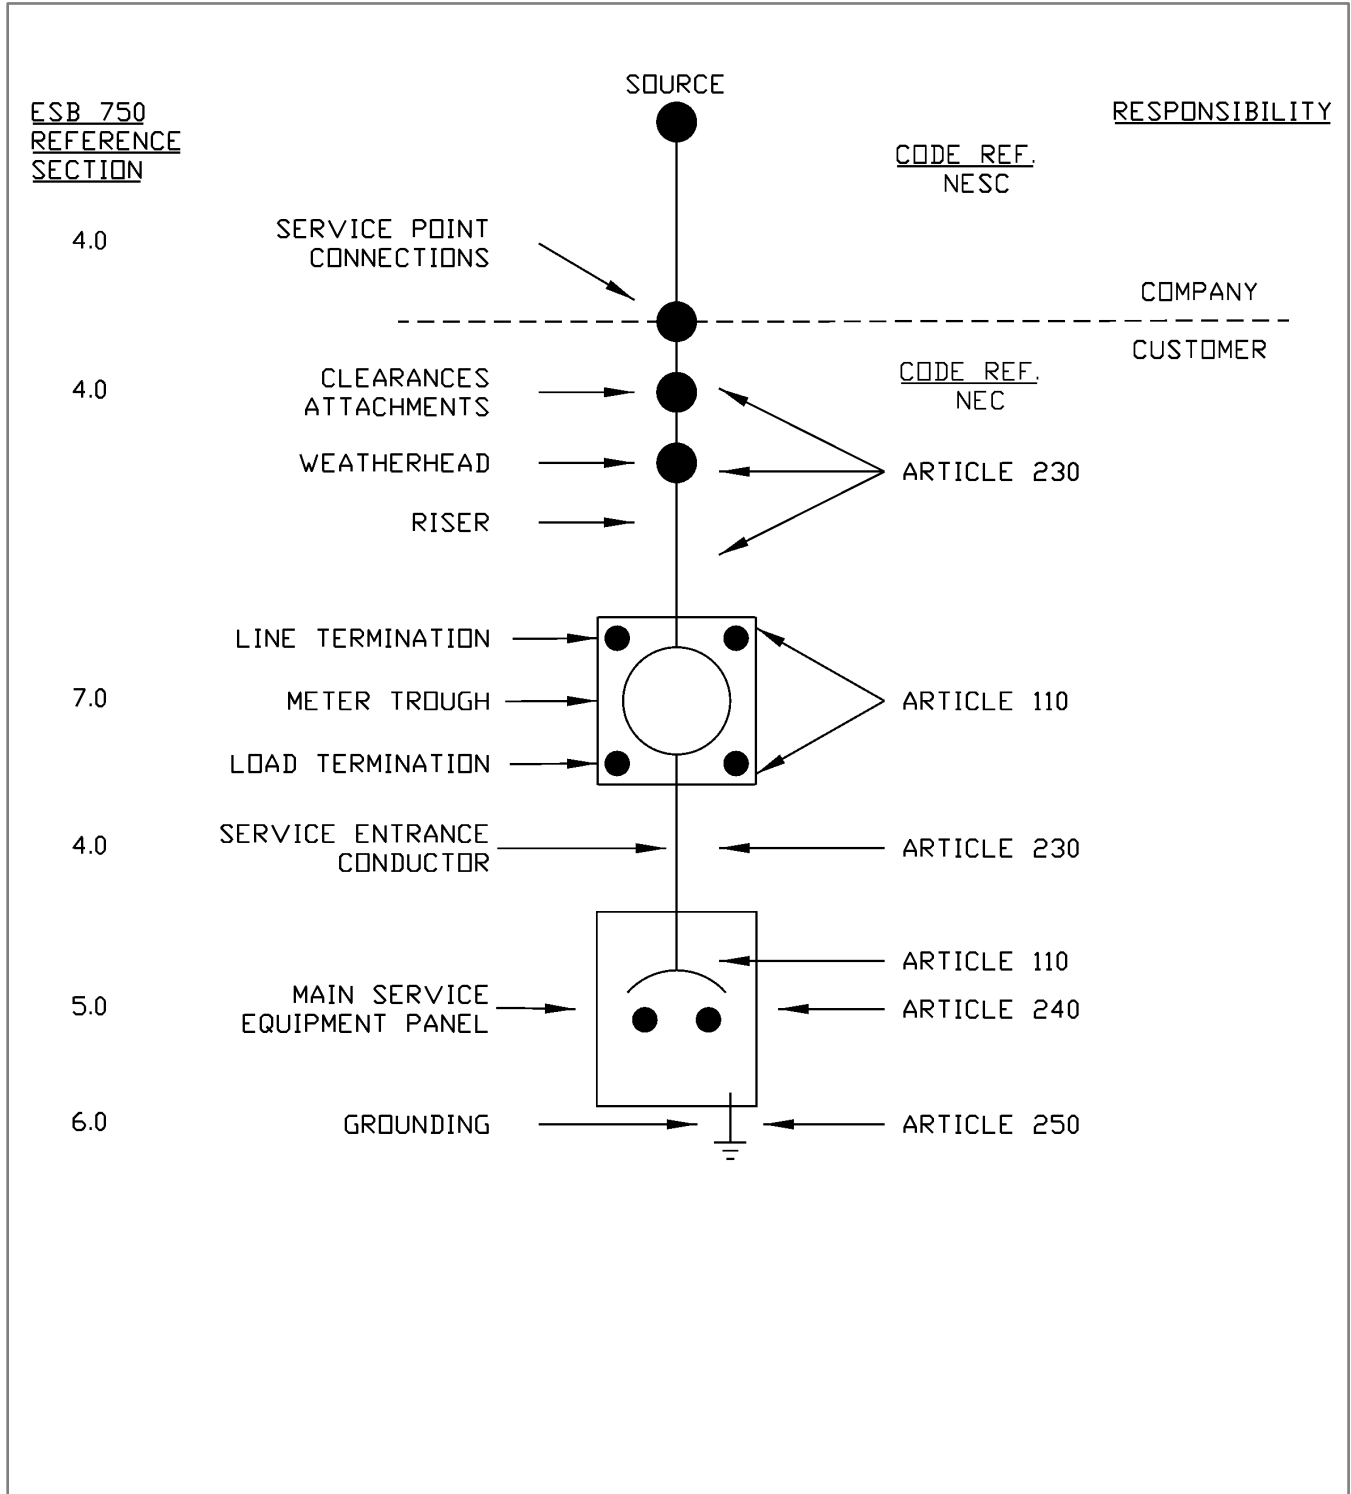 SOURCE
ESB 750
REFERENCE
SECTION
RESPONSIBILITY
CODE REF.
NESC
4.0
SERVICE POINT
CONNECTIONS
COMPANY
CUSTOMER
4.0
CLEARANCES
ATTACHMENTS
CODE REF.
NEC
WEATHERHEAD
ARTICLE 230
RISER
LINE TERMINATION
7.0
METER TROUGH
ARTICLE 110
LOAD TERMINATION
4.0
SERVICE ENTRANCE
CONDUCTOR
ARTICLE 230
ARTICLE 110
5.0
MAIN SERVICE
EQUIPMENT PANEL
ARTICLE 240
6.0
GROUNDING
ARTICLE 250